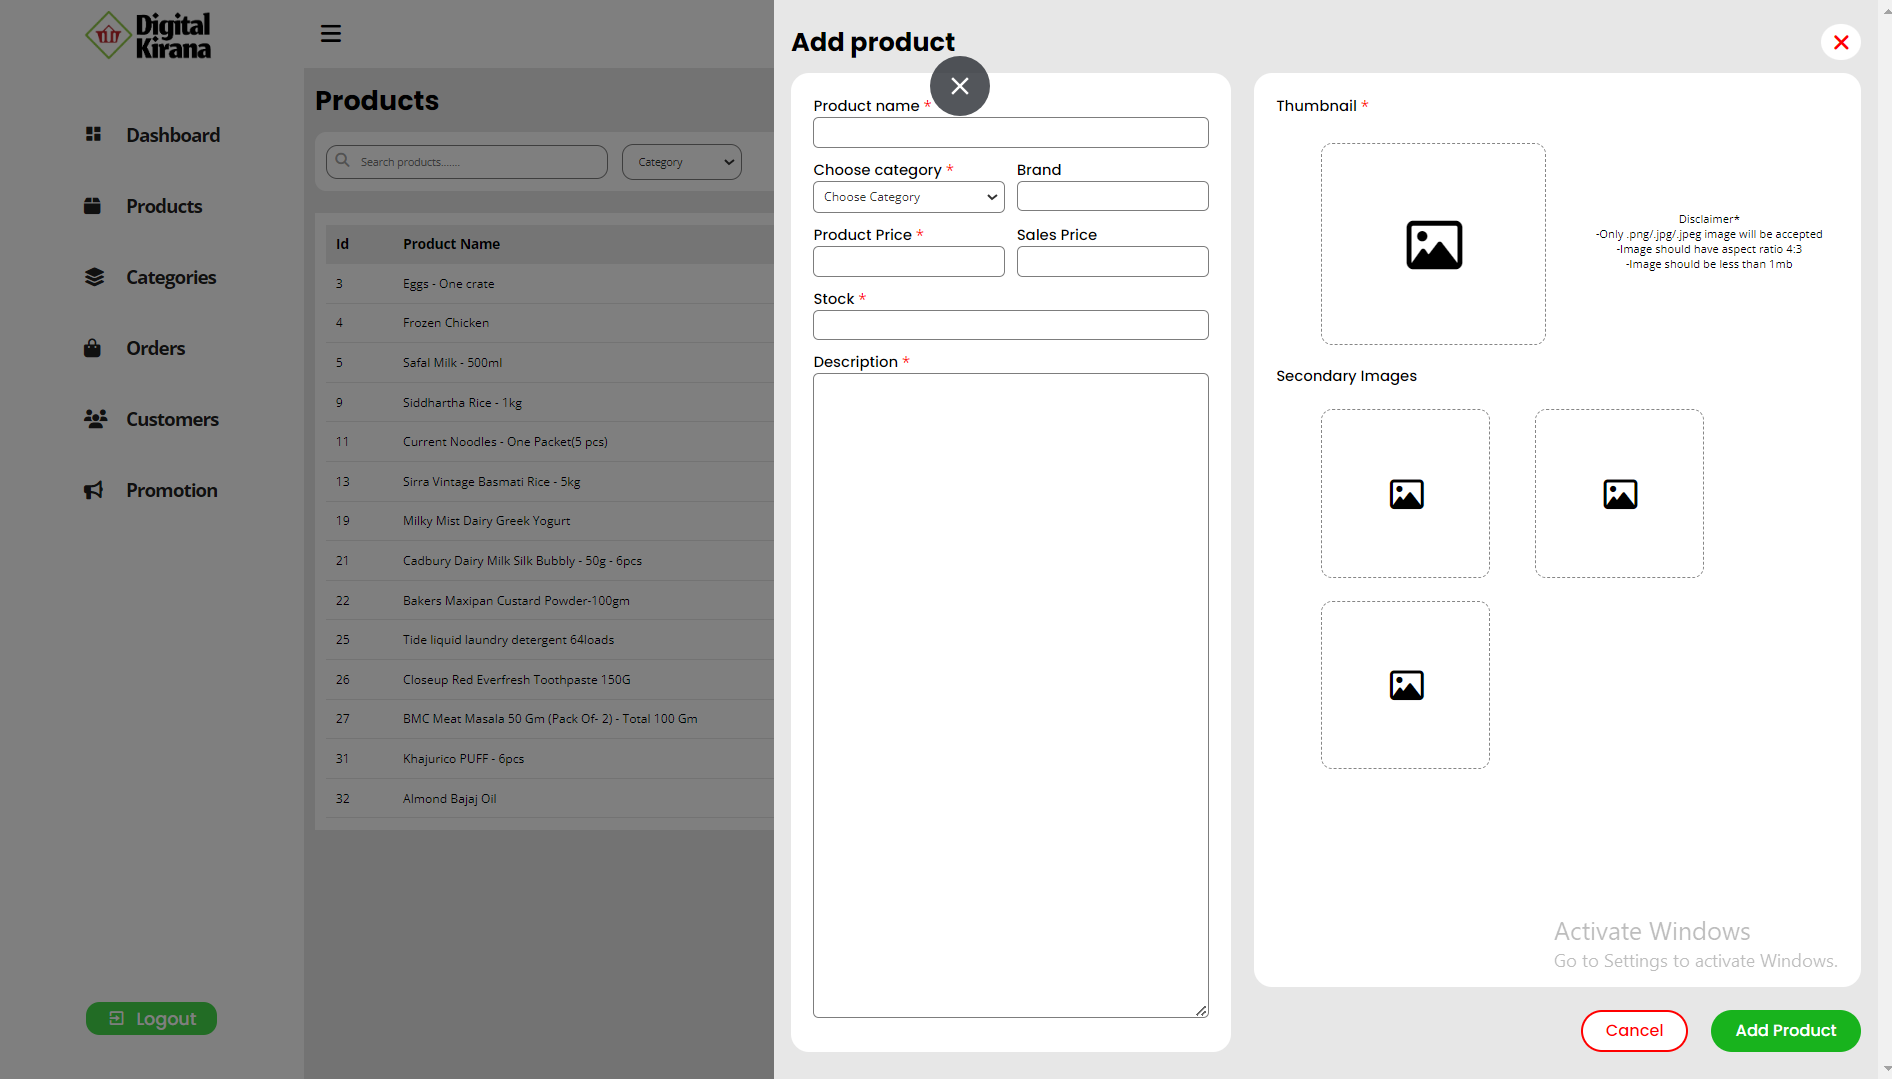 Digital
Kirana
Dashboard
Products
Categories
Orders
Customers
Promotion
Logout
Products
Search products.......
Category
Id Product Name
3 Eggs - One crate
4 Frozen Chicken
5 Safal Milk - 500ml
9 Siddhartha Rice - 1kg
11 Current Noodles - One Packet(5 pcs)
13 Sirra Vintage Basmati Rice - 5kg
19 Milky Mist Dairy Greek Yogurt
21 Cadbury Dairy Milk Silk Bubbly - 50g - 6pcs
22 Bakers Maxipan Custard Powder-100gm
25 Tide liquid laundry detergent 64loads
26 Closeup Red Everfresh Toothpaste 150G
27 BMC Meat Masala 50 Gm (Pack Of- 2) - Total 100 Gm
31 Khajurico PUFF - 6pcs
32 Almond Bajaj Oil
Add product
Product name *
Choose category * Brand
Choose Category
Product Price * Sales Price
Stock *
Description *
Thumbnail *
Disclaimer*
-Only .png/.jpg/.jpeg image will be accepted
-Image should have aspect ratio 4:3
-Image should be less than 1mb
Secondary Images
Activate Windows
Go to Settings to activate Windows.
Cancel Add Product